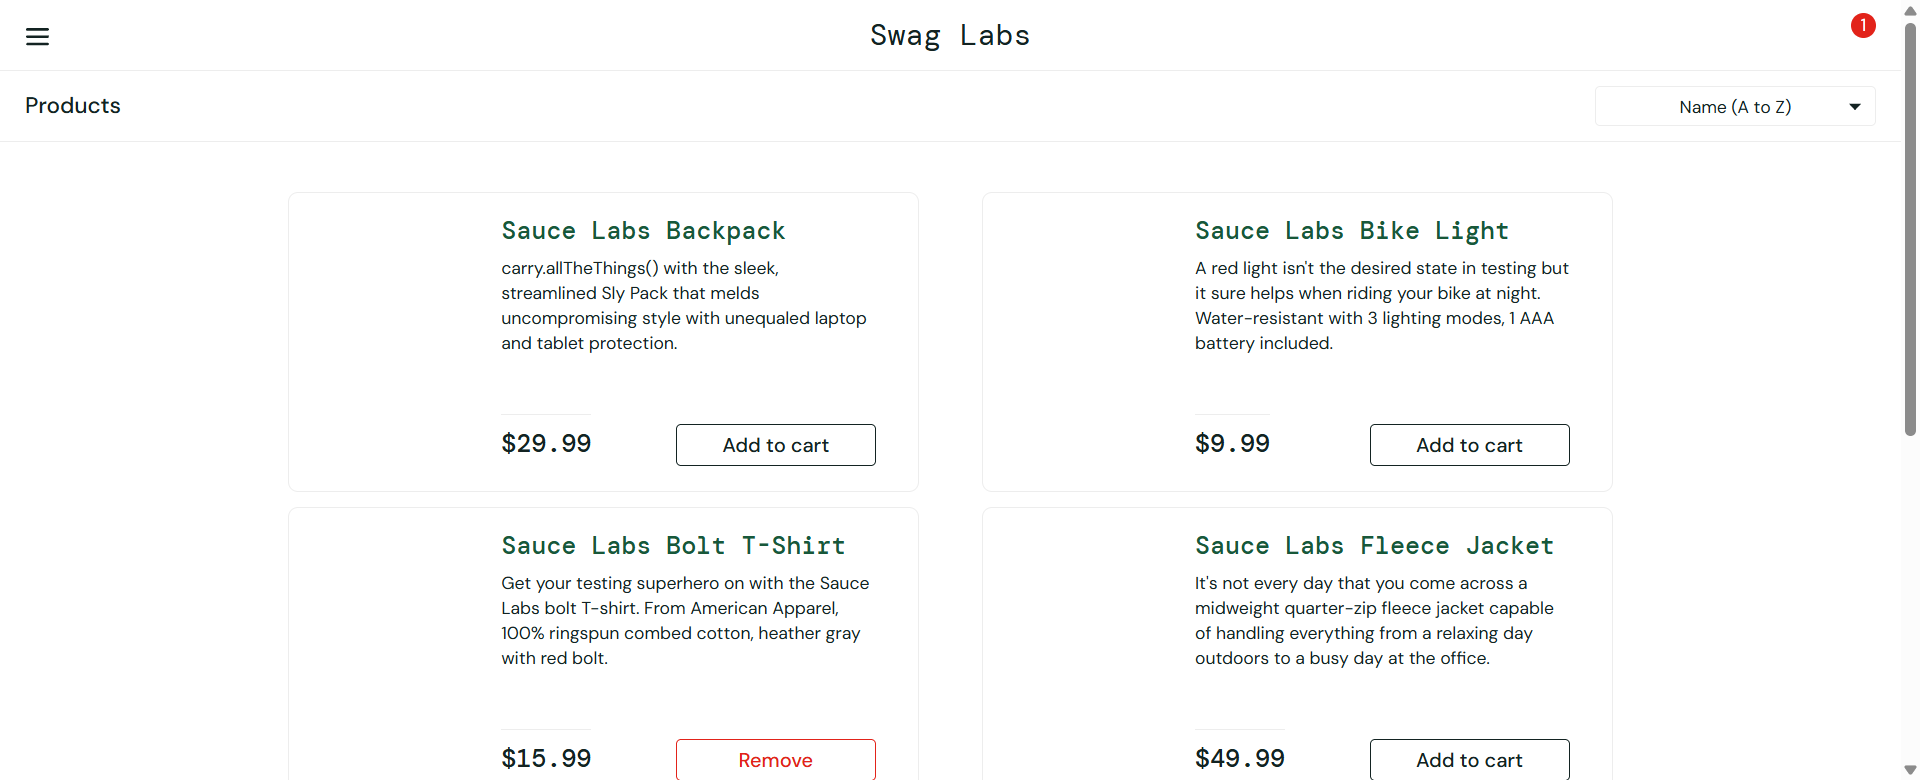 Swag Labs
1
Products
Name (A to Z)
Sauce Labs Backpack
carry.allTheThings() with the sleek,
streamlined Sly Pack that melds
uncompromising style with unequaled laptop
and tablet protection.
$29.99
Add to cart
Sauce Labs Bike Light
A red light isn't the desired state in testing but
it sure helps when riding your bike at night.
Water-resistant with 3 lighting modes, 1 AAA
battery included.
$9.99
Add to cart
Sauce Labs Bolt T-Shirt
Get your testing superhero on with the Sauce
Labs bolt T-shirt. From American Apparel,
100% ringspun combed cotton, heather gray
with red bolt.
$15.99
Remove
Sauce Labs Fleece Jacket
It's not every day that you come across a
midweight quarter-zip fleece jacket capable
of handling everything from a relaxing day
outdoors to a busy day at the office.
$49.99
Add to cart